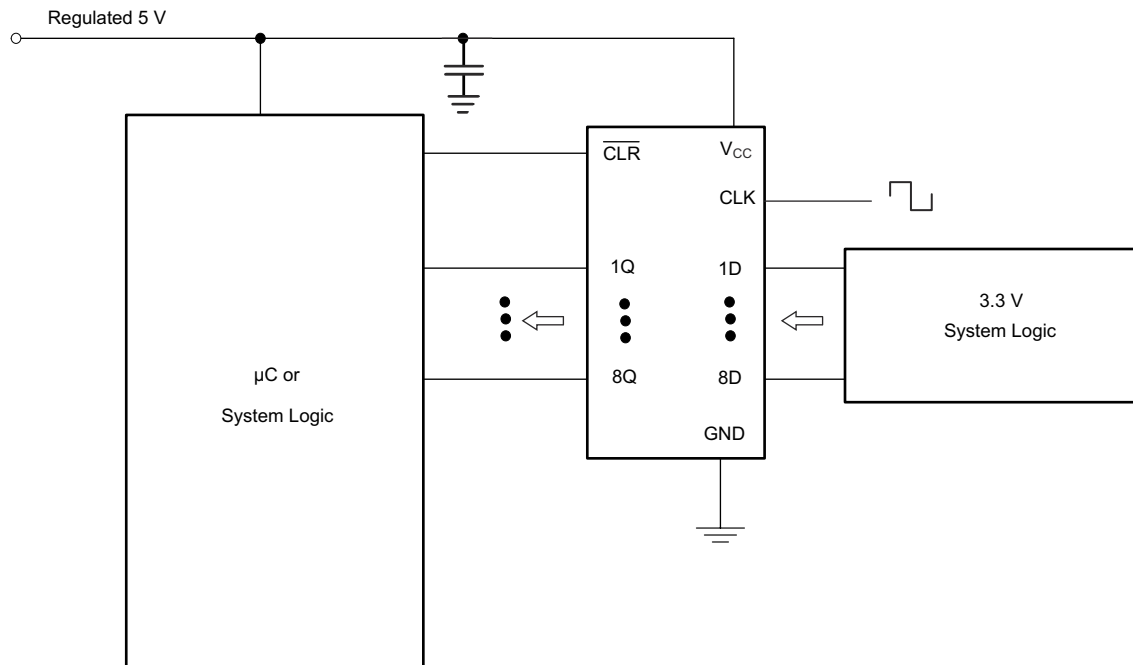 Regulated 5 V
CLR
VCC
CLK
1Q
1D
3.3 V
System Logic
µC or
System Logic
8Q
8D
GND